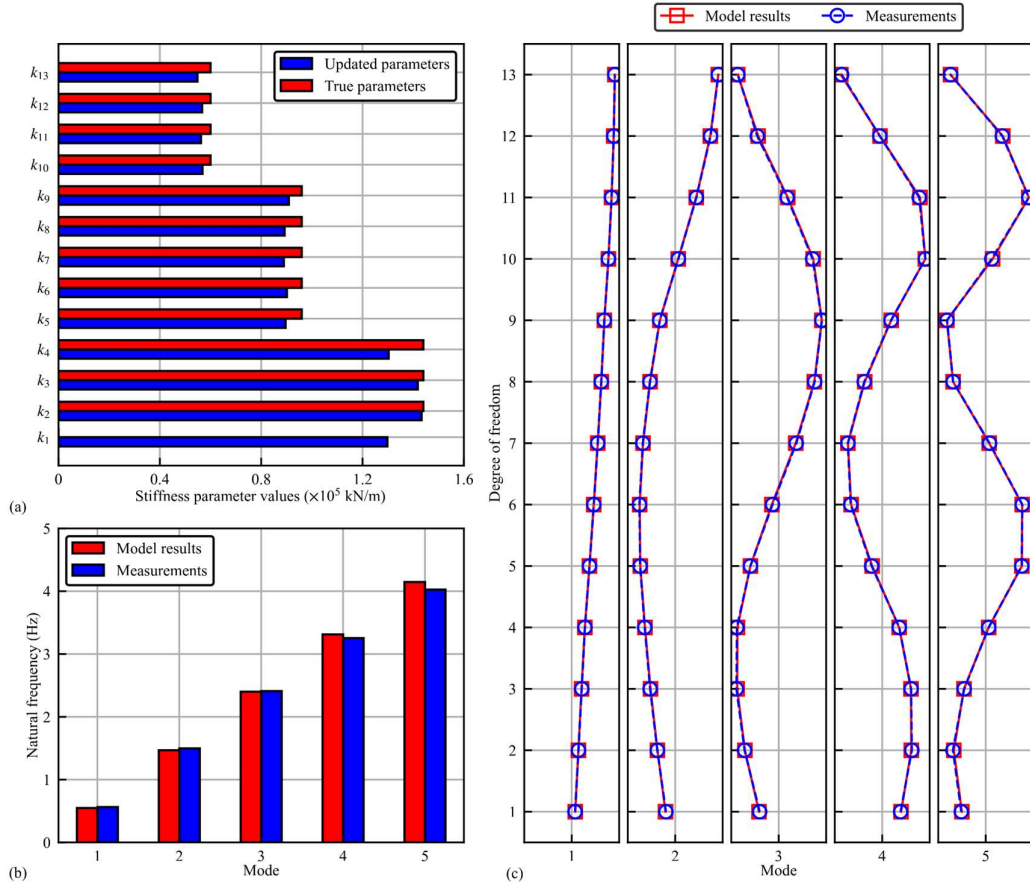 Model results Measurements
Updated parameters
True parameters
k13
k12
k11
k10
k9
k8
k7
k6
k5
k4
k3
k2
k1
0 0.4 0.8 1.2 1.6
Stiffness parameter values (×10⁵ kN/m)
(a)
Model results
Measurements
5
4
3
2
1
0
Natural frequency (Hz)
1 2 3 4 5
Mode
(b)
13
12
11
10
9
8
7
6
5
4
3
2
1
Degree of freedom
1 2 3 4 5
Mode
(c)